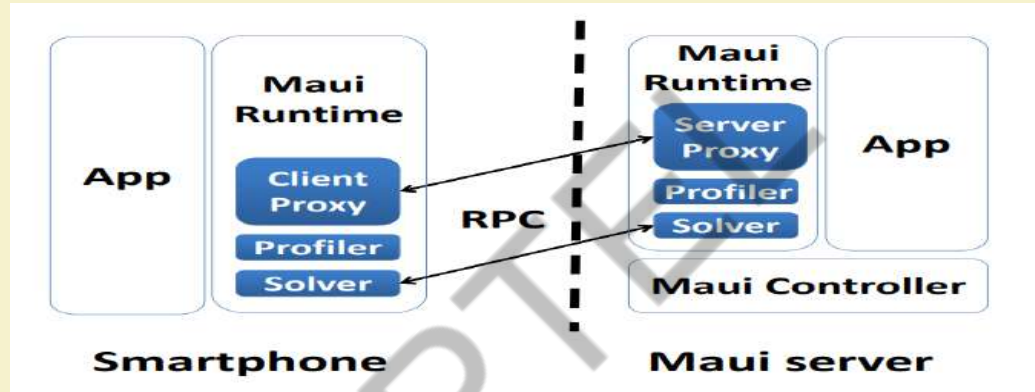 App
Maui
Runtime
Client
Proxy
Profiler
Solver
RPC
Maui
Runtime
Server
Proxy
Profiler
Solver
App
Maui Controller
Smartphone
Maui server
PTEL